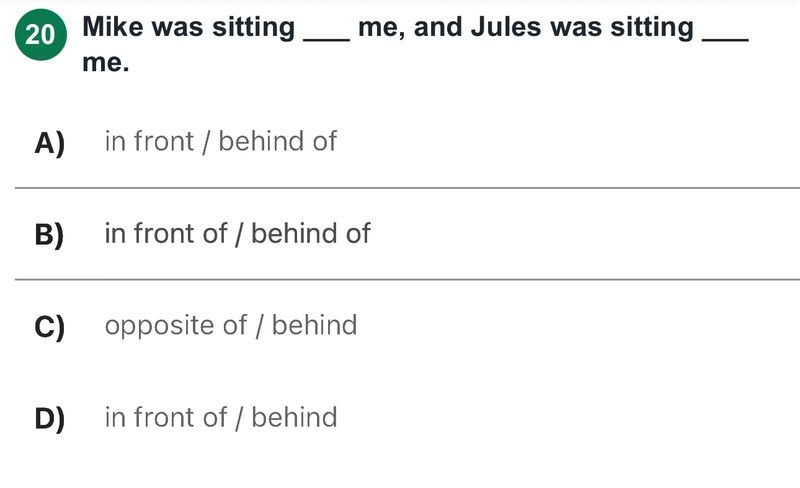 20 Mike was sitting ___ me, and Jules was sitting ___
me.
A) in front / behind of
B) in front of / behind of
C) opposite of / behind
D) in front of / behind